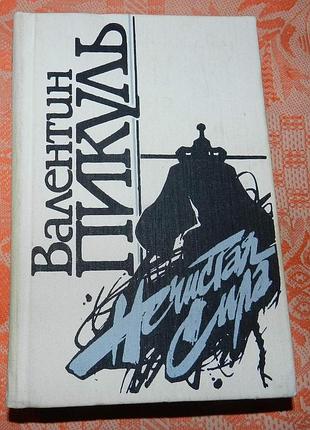 Валентин
ПИКУЛЬ
Нечистая
сила